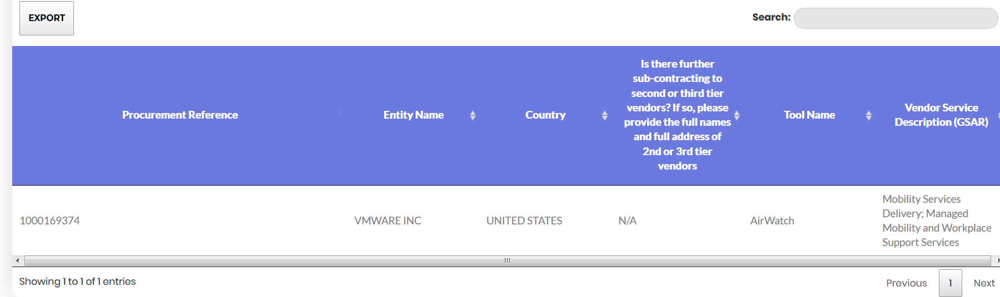 EXPORT
Search:
Procurement Reference
Entity Name
Country
Is there further
sub-contracting to
second or third tier
vendors? If so, please
provide the full names
and full address of
2nd or 3rd tier
vendors
Tool Name
Vendor Service
Description (GSAR)
1000169374
VMWARE INC
UNITED STATES
N/A
AirWatch
Mobility Services
Delivery; Managed
Mobility and Workplace
Support Services
Showing 1 to 1 of 1 entries
Previous
1
Next